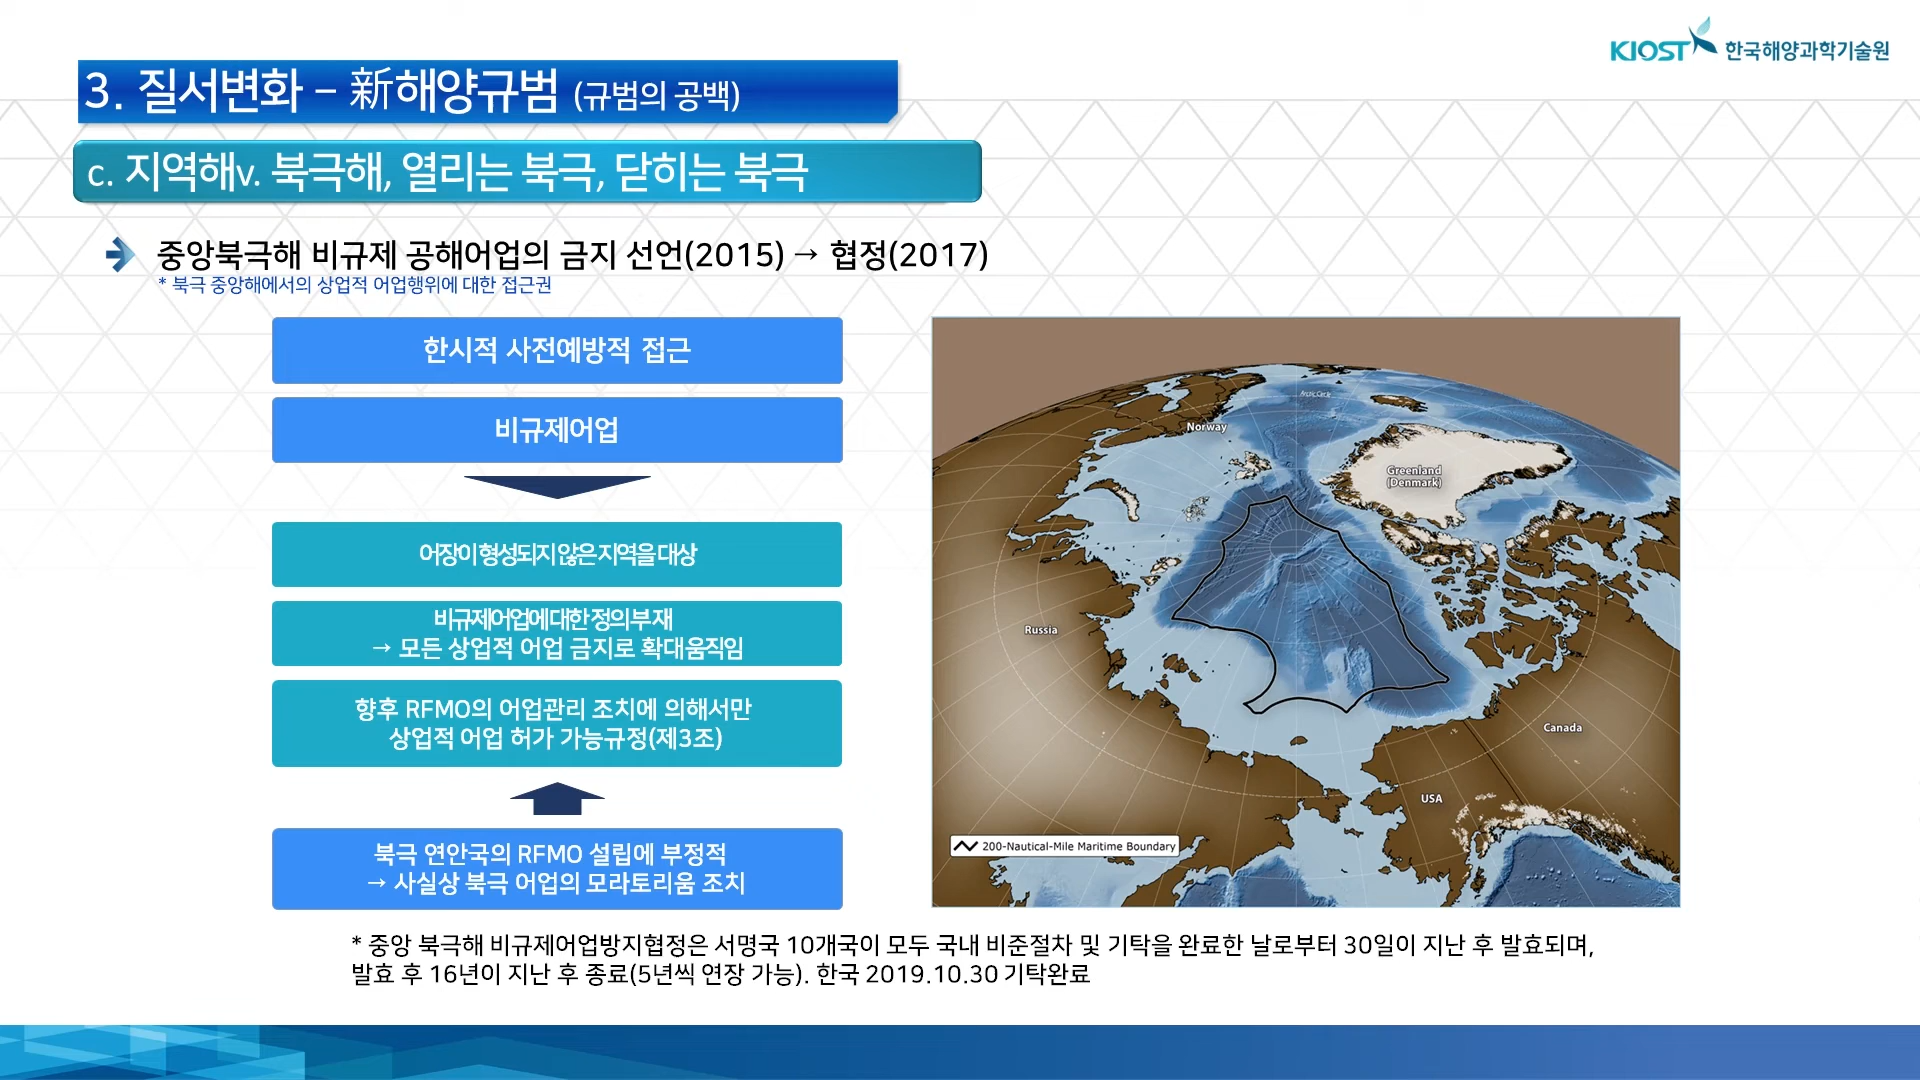 KIOST 한국해양과학기술원
3. 질서변화 – 新해양규범 (규범의 공백)
c. 지역해v. 북극해, 열리는 북극, 닫히는 북극
중앙북극해 비규제 공해어업의 금지 선언(2015) → 협정(2017)
* 북극 중앙해에서의 상업적 어업행위에 대한 접근권
한시적 사전예방적 접근
비규제어업
어장이 형성되지 않은 지역을 대상
비규제어업에 대한 정의 부재
→ 모든 상업적 어업 금지로 확대움직임
향후 RFMO의 어업관리 조치에 의해서만
상업적 어업 허가 가능규정(제3조)
북극 연안국의 RFMO 설립에 부정적
→ 사실상 북극 어업의 모라토리움 조치
Arctic Circle
Norway
Greenland
(Denmark)
Russia
Canada
USA
200-Nautical-Mile Maritime Boundary
* 중앙 북극해 비규제어업방지협정은 서명국 10개국이 모두 국내 비준절차 및 기탁을 완료한 날로부터 30일이 지난 후 발효되며,
발효 후 16년이 지난 후 종료(5년씩 연장 가능). 한국 2019.10.30 기탁완료